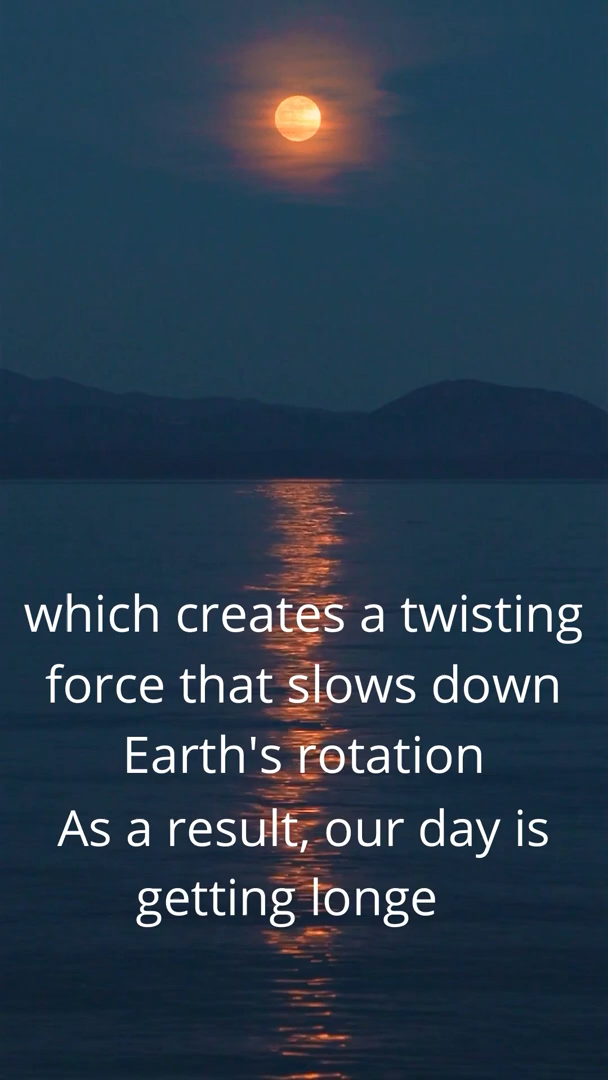 which creates a twisting
force that slows down
Earth's rotation
As a result, our day is
getting longe